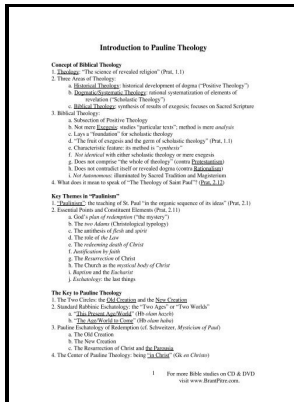 Introduction to Pauline Theology
Concept of Biblical Theology
1. Theology: "The science of revealed religion" (Prat, 1.1)
2. Three Areas of Theology:
a. Historical Theology: historical development of dogma ("Positive Theology")
b. Dogmatic/Systematic Theology: rational systematization of elements of
revelation ("Scholastic Theology")
c. Biblical Theology: synthesis of results of exegesis; focuses on Sacred Scripture
3. Biblical Theology:
a. Subsection of Positive Theology
b. Not mere Exegesis: studies "particular texts"; method is mere analysis
c. Lays a "foundation" for scholastic theology
d. "The fruit of exegesis and the germ of scholastic theology" (Prat, 1.1)
e. Characteristic feature: its method is "synthesis"
f. Not identical with either scholastic theology or mere exegesis
g. Does not comprise "the whole of theology" (contra Protestantism)
h. Does not contradict itself or revealed dogma (contra Rationalism)
i. Not Autonomous: illuminated by Sacred Tradition and Magisterium
4. What does it mean to speak of "The Theology of Saint Paul"? (Prat, 2.12)
Key Themes in "Paulinism"
1. "Paulinism": the teaching of St. Paul "in the organic sequence of its ideas" (Prat, 2.1)
2. Essential Points and Constituent Elements (Prat, 2.11)
a. God's plan of redemption ("the mystery")
b. The two Adams (Christological typology)
c. The antithesis of flesh and spirit
d. The role of the Law
e. The redeeming death of Christ
f. Justification by faith
g. The Resurrection of Christ
h. The Church as the mystical body of Christ
i. Baptism and the Eucharist
j. Eschatology: the last things
The Key to Pauline Theology
1. The Two Circles: the Old Creation and the New Creation
2. Standard Rabbinic Eschatology: the "Two Ages" or "Two Worlds"
a. "This Present Age/World" (Hb olam hazeh)
b. "The Age/World to Come" (Hb olam haba)
3. Pauline Eschatology of Redemption (cf. Schweitzer, Mysticism of Paul)
a. The Old Creation
b. The New Creation
c. The Resurrection of Christ and the Parousia
4. The Center of Pauline Theology: being "in Christ" (Gk en Christo)
1
For more Bible studies on CD & DVD
visit www.BrantPitre.com.